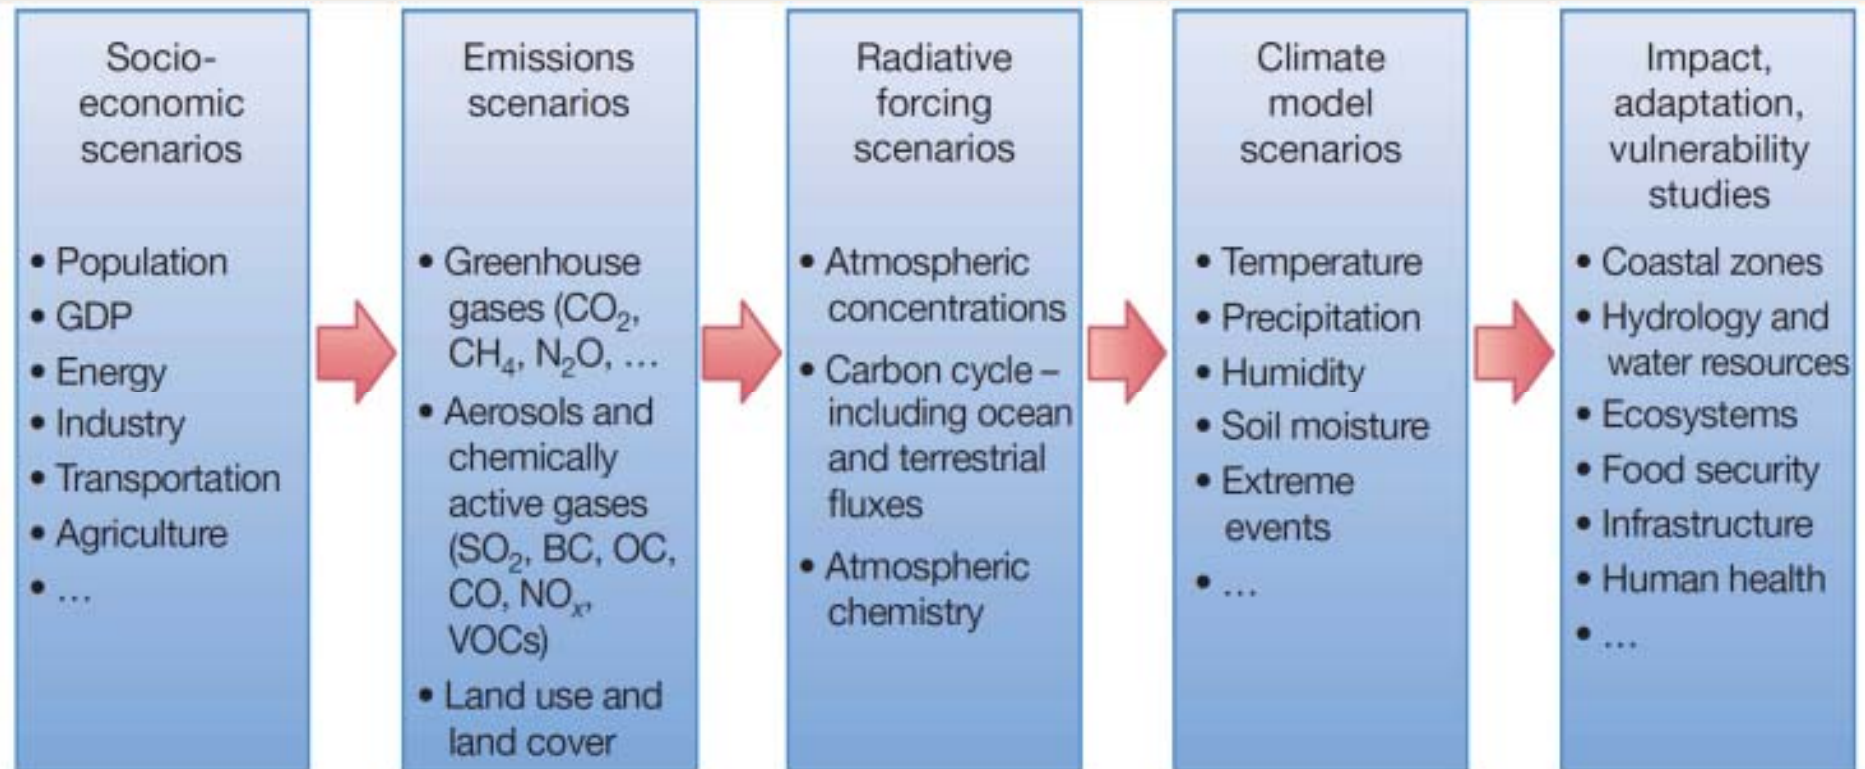 Socio-
economic
scenarios
• Population
• GDP
• Energy
• Industry
• Transportation
• Agriculture
• …
Emissions
scenarios
• Greenhouse
gases (CO₂,
CH₄, N₂O, …
• Aerosols and
chemically
active gases
(SO₂, BC, OC,
CO, NOₓ,
VOCs)
• Land use and
land cover
Radiative
forcing
scenarios
• Atmospheric
concentrations
• Carbon cycle –
including ocean
and terrestrial
fluxes
• Atmospheric
chemistry
Climate
model
scenarios
• Temperature
• Precipitation
• Humidity
• Soil moisture
• Extreme
events
• …
Impact,
adaptation,
vulnerability
studies
• Coastal zones
• Hydrology and
water resources
• Ecosystems
• Food security
• Infrastructure
• Human health
• …